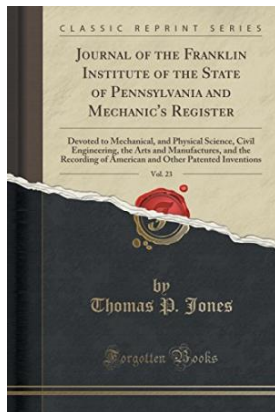 CLASSIC REPRINT SERIES
JOURNAL OF THE FRANKLIN
INSTITUTE OF THE STATE
OF PENNSYLVANIA AND
MECHANIC'S REGISTER
Devoted to Mechanical, and Physical Science, Civil
Engineering, the Arts and Manufactures, and the
Recording of American and Other Patented Inventions
Vol. 23
by
Thomas P. Jones
Forgotten Books